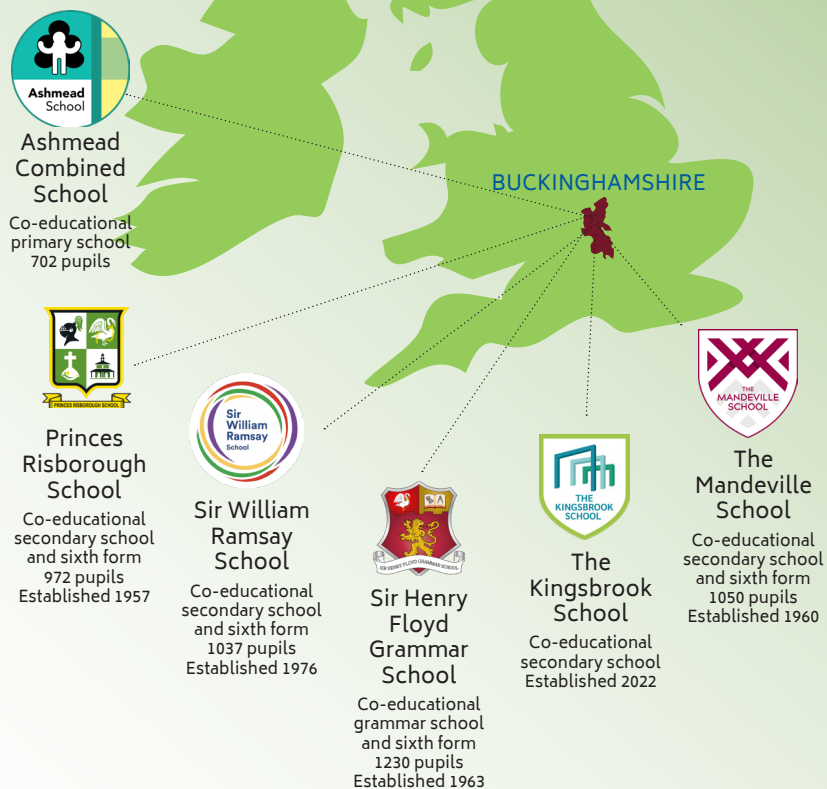 Ashmead
School
Ashmead
Combined
School
Co-educational
primary school
702 pupils
BUCKINGHAMSHIRE
PRINCES RISBOROUGH SCHOOL
Princes
Risborough
School
Co-educational
secondary school
and sixth form
972 pupils
Established 1957
Sir
William
Ramsay
School
Sir William
Ramsay
School
Co-educational
secondary school
and sixth form
1037 pupils
Established 1976
SIR HENRY FLOYD GRAMMAR SCHOOL
Sir Henry
Floyd
Grammar
School
Co-educational
grammar school
and sixth form
1230 pupils
Established 1963
THE
KINGSBROOK
SCHOOL
The
Kingsbrook
School
Co-educational
secondary school
Established 2022
THE
MANDEVILLE
SCHOOL
The
Mandeville
School
Co-educational
secondary school
and sixth form
1050 pupils
Established 1960